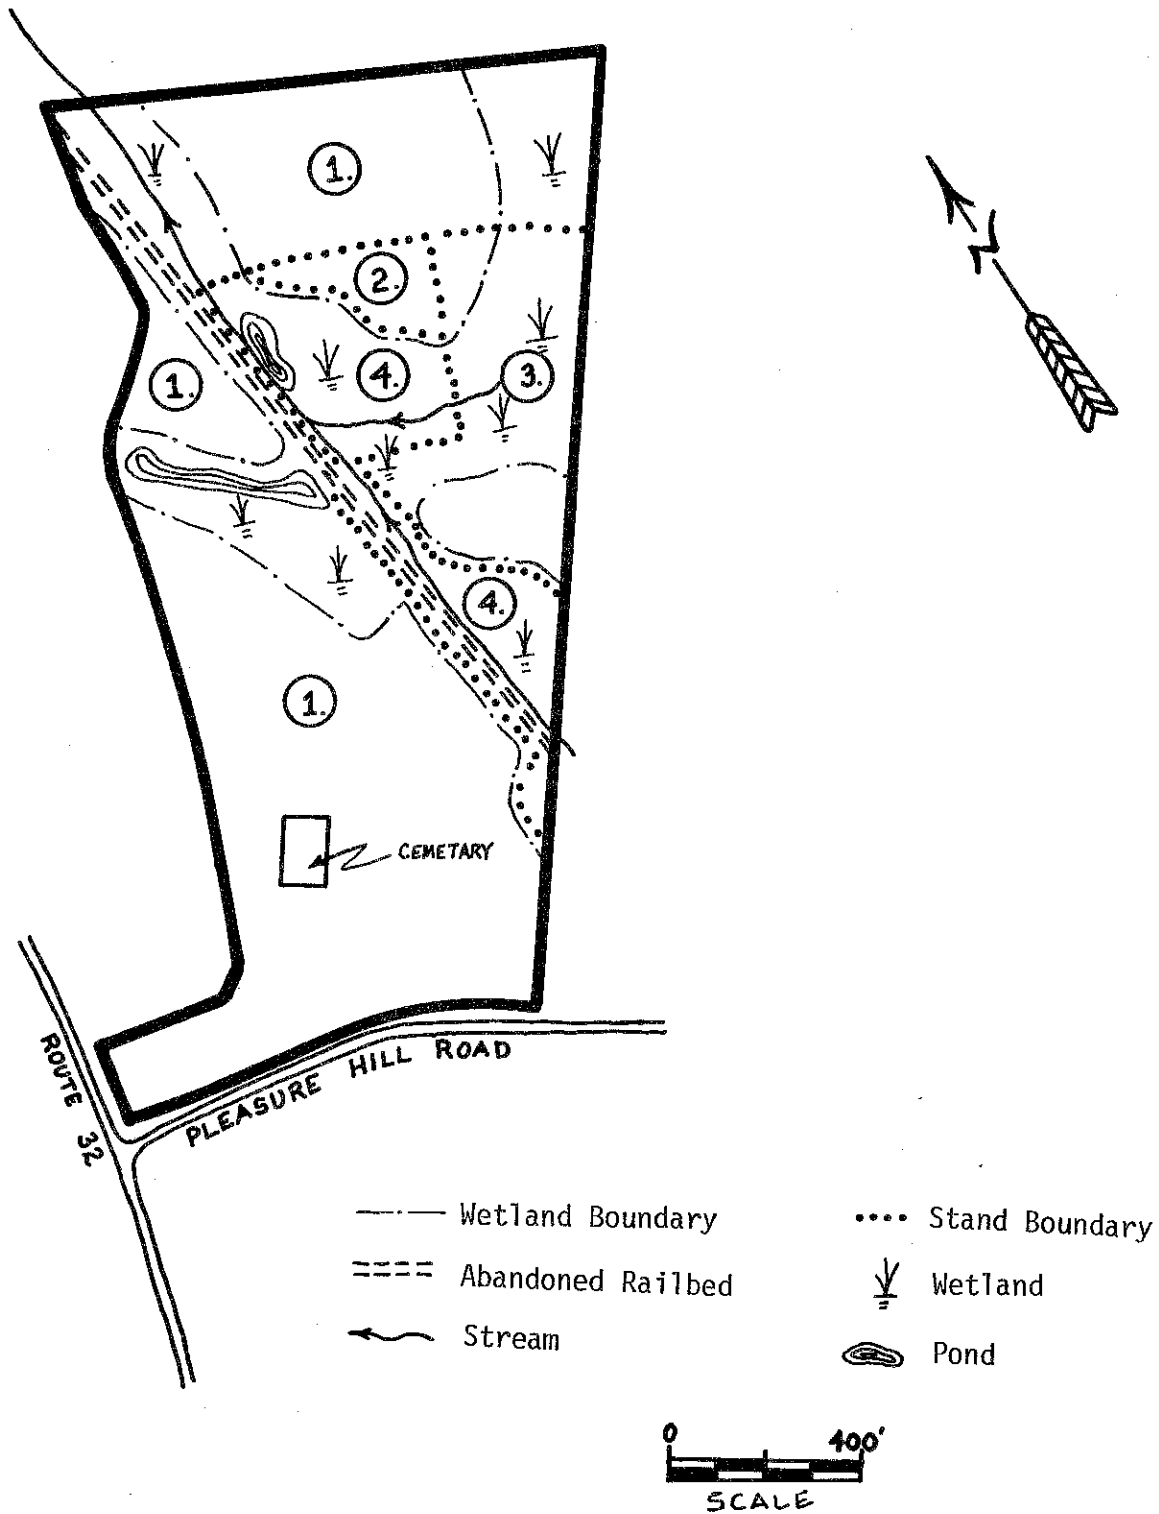 1.
2.
1.
4.
3.
4.
1.
CEMETARY
N
ROUTE 32
PLEASURE HILL ROAD
Wetland Boundary
Stand Boundary
Abandoned Railbed
Wetland
Stream
Pond
0 400'
SCALE